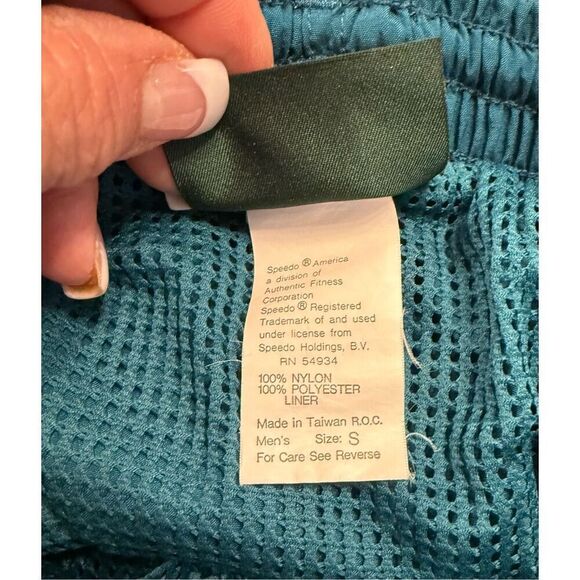 Speedo ® America
a division of
Authentic Fitness
Corporation
Speedo ® Registered
Trademark of and used
under license from
Speedo Holdings, B.V.
RN 54934
100% NYLON
100% POLYESTER
LINER
Made in Taiwan R.O.C.
Men's Size: S
For Care See Reverse